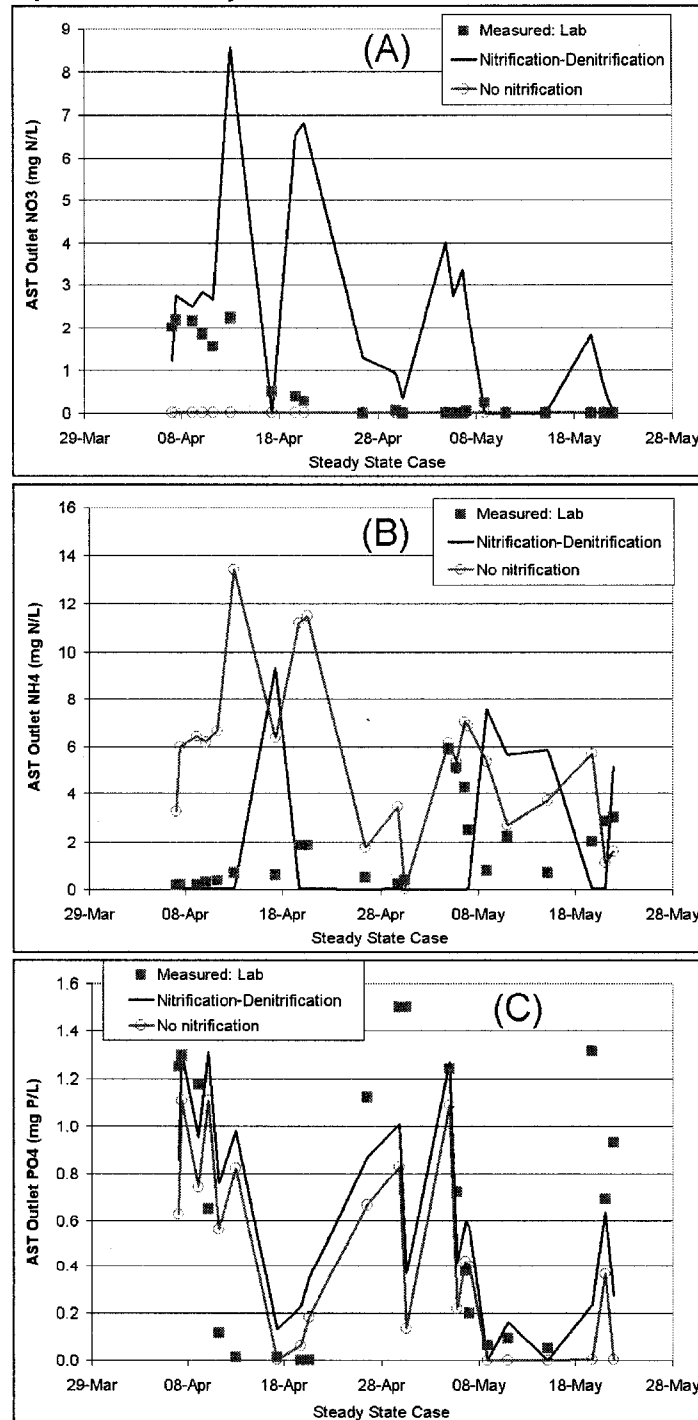 (A)
Measured: Lab
Nitrification-Denitrification
No nitrification
AST Outlet NO3 (mg N/L)
9
8
7
6
5
4
3
2
1
0
29-Mar 08-Apr 18-Apr 28-Apr 08-May 18-May 28-May
Steady State Case
(B)
Measured: Lab
Nitrification-Denitrification
No nitrification
AST Outlet NH4 (mg N/L)
16
14
12
10
8
6
4
2
0
29-Mar 08-Apr 18-Apr 28-Apr 08-May 18-May 28-May
Steady State Case
Measured: Lab
Nitrification-Denitrification
No nitrification
(C)
AST Outlet PO4 (mg P/L)
1.6
1.4
1.2
1.0
0.8
0.6
0.4
0.2
0.0
29-Mar 08-Apr 18-Apr 28-Apr 08-May 18-May 28-May
Steady State Case